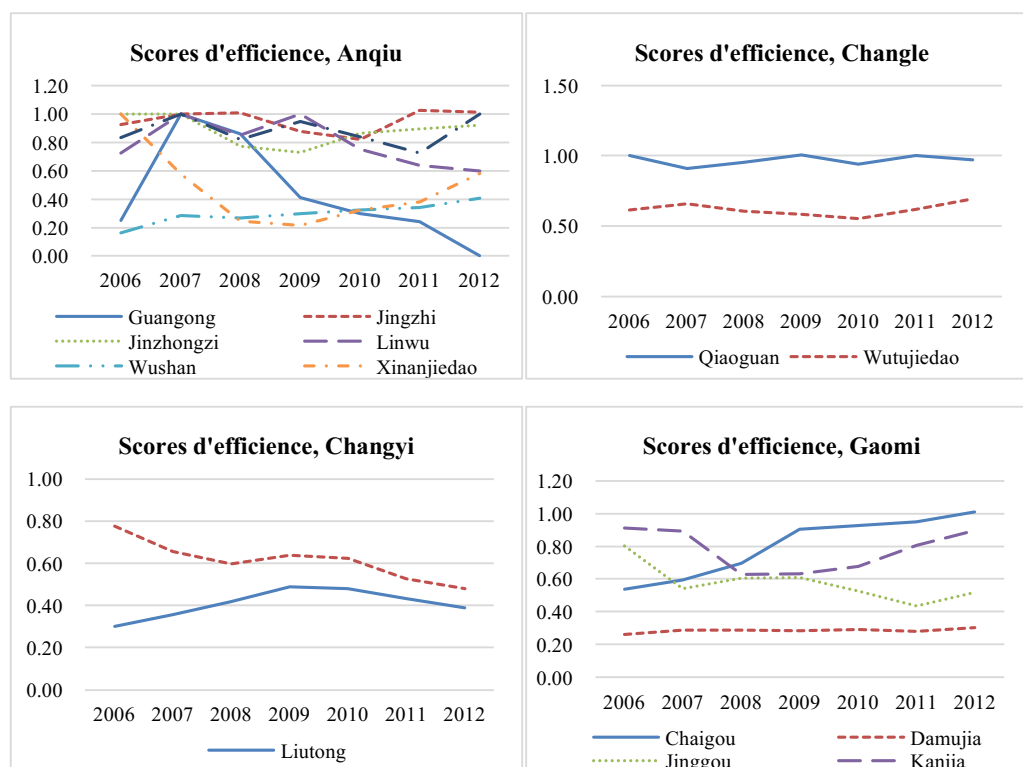 Scores d'efficience, Anqiu
1.20
1.00
0.80
0.60
0.40
0.20
0.00
2006 2007 2008 2009 2010 2011 2012
Guangong Jingzhi
Jinzhongzi Linwu
Wushan Xinanjiedao
Scores d'efficience, Changle
1.50
1.00
0.50
0.00
2006 2007 2008 2009 2010 2011 2012
Qiaoguan Wutujiedao
Scores d'efficience, Changyi
1.00
0.80
0.60
0.40
0.20
0.00
2006 2007 2008 2009 2010 2011 2012
Liutong
Scores d'efficience, Gaomi
1.20
1.00
0.80
0.60
0.40
0.20
0.00
2006 2007 2008 2009 2010 2011 2012
Chaigou Damujia
Jinggou Kanjia